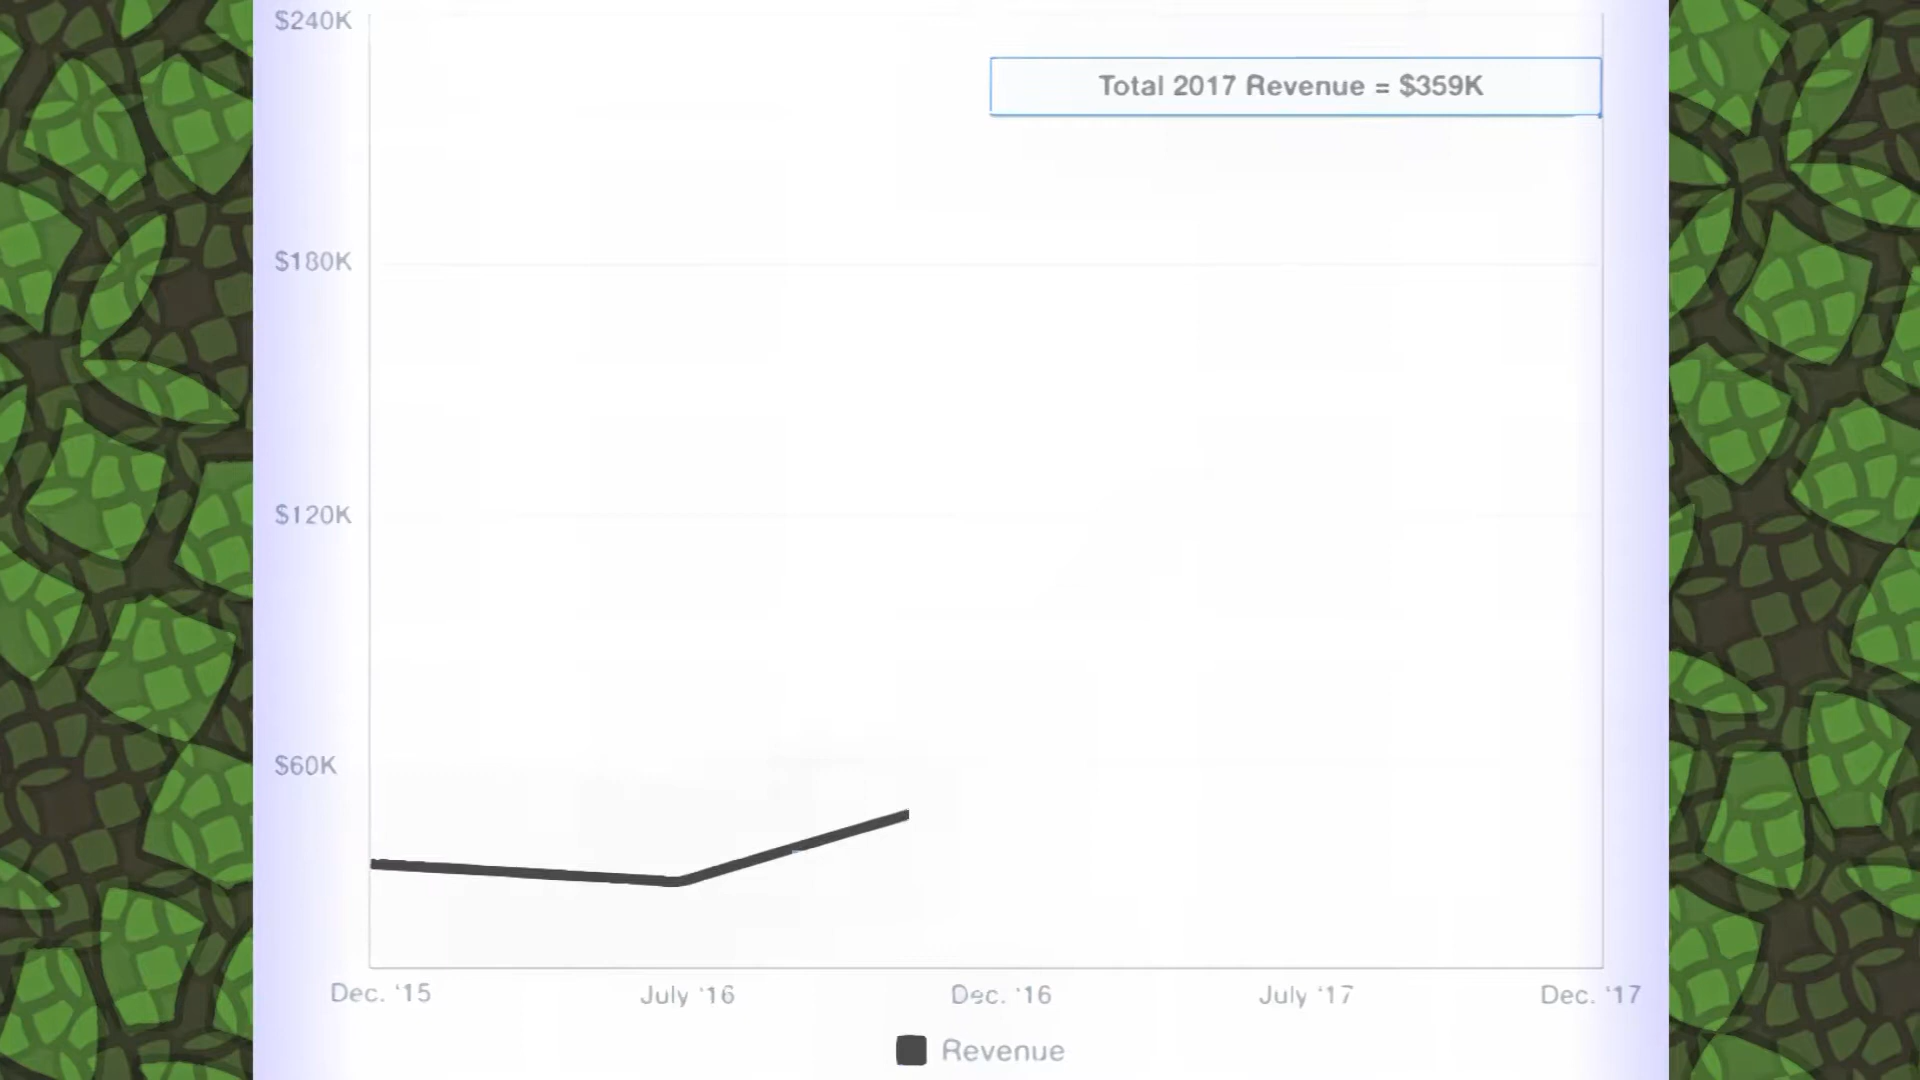 $240K
Total 2017 Revenue = $359K
$180K
$120K
$60K
Dec. '15
July '16
Dec. '16
July '17
Dec. '17
Revenue